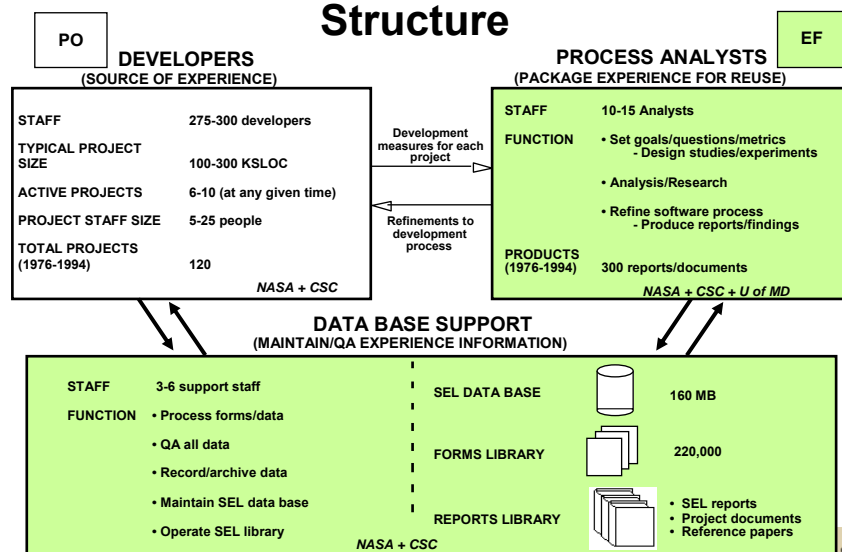 Structure
PO
EF
DEVELOPERS
(SOURCE OF EXPERIENCE)
PROCESS ANALYSTS
(PACKAGE EXPERIENCE FOR REUSE)
STAFF 275-300 developers
TYPICAL PROJECT
SIZE 100-300 KSLOC
ACTIVE PROJECTS 6-10 (at any given time)
PROJECT STAFF SIZE 5-25 people
TOTAL PROJECTS
(1976-1994) 120
NASA + CSC
Development
measures for each
project
Refinements to
development
process
STAFF 10-15 Analysts
FUNCTION • Set goals/questions/metrics
- Design studies/experiments
• Analysis/Research
• Refine software process
- Produce reports/findings
PRODUCTS
(1976-1994) 300 reports/documents
NASA + CSC + U of MD
DATA BASE SUPPORT
(MAINTAIN/QA EXPERIENCE INFORMATION)
STAFF 3-6 support staff
FUNCTION • Process forms/data
• QA all data
• Record/archive data
• Maintain SEL data base
• Operate SEL library
NASA + CSC
SEL DATA BASE 160 MB
FORMS LIBRARY 220,000
REPORTS LIBRARY • SEL reports
• Project documents
• Reference papers